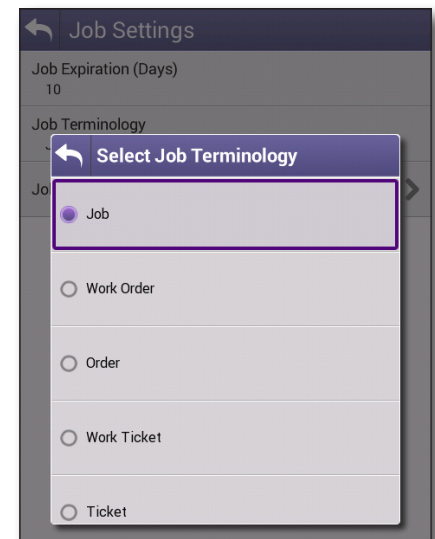 Job Settings
Job Expiration (Days)
10
Job Terminology
Select Job Terminology
Job
Work Order
Order
Work Ticket
Ticket